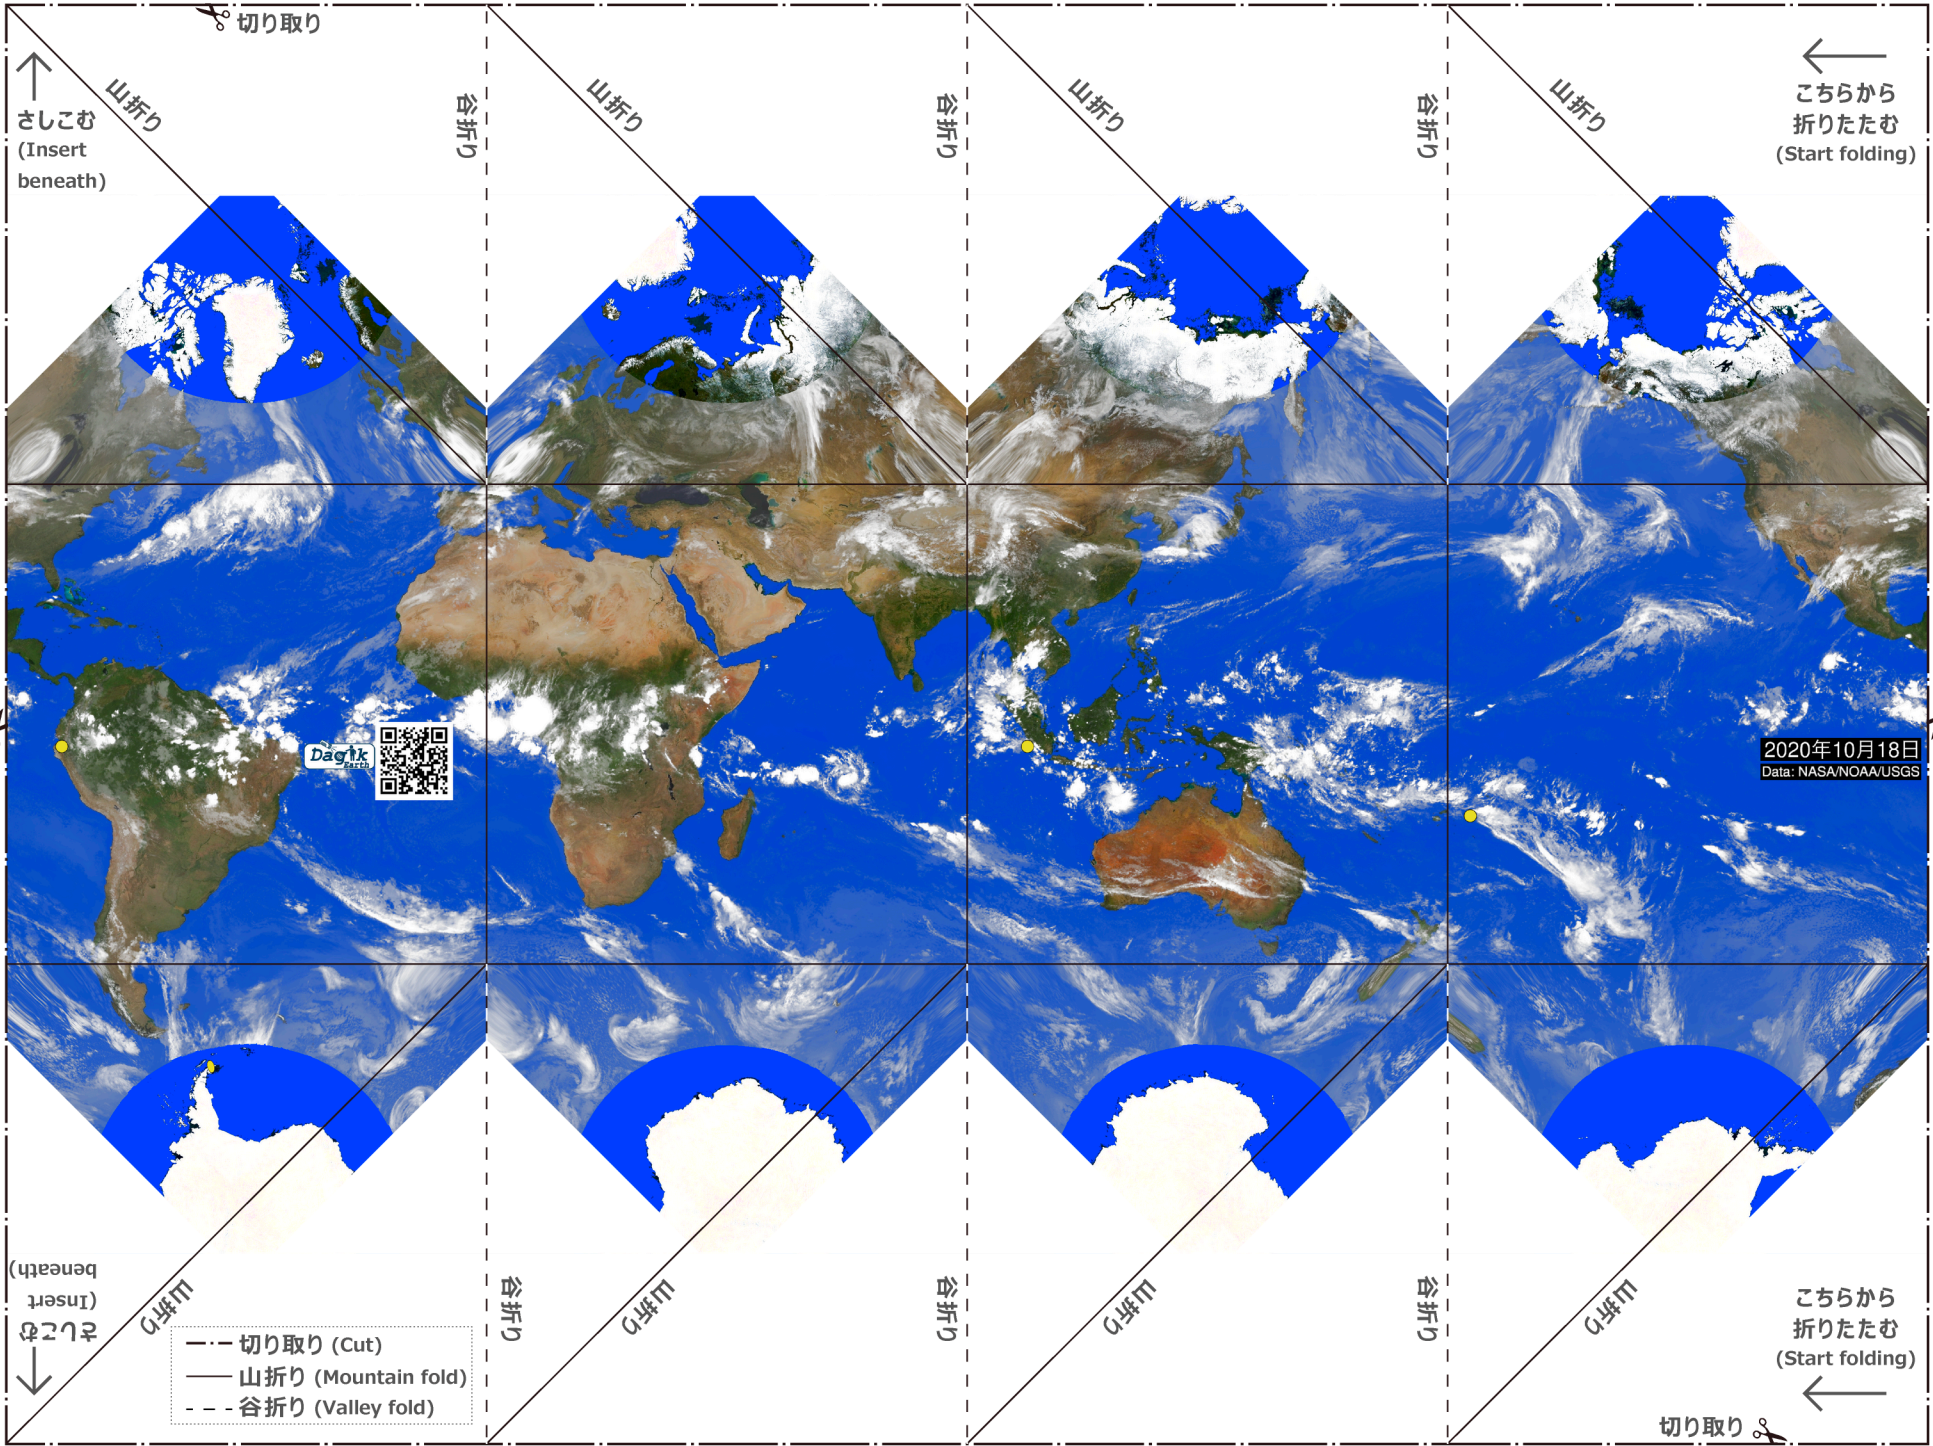 切り取り
さしこむ
(Insert
beneath)
山折り
谷折り
山折り
谷折り
山折り
谷折り
山折り
こちらから
折りたたむ
(Start folding)
Dagik
Earth
2020年10月18日
Data: NASA/NOAA/USGS
さしこむ
(Insert
beneath)
山折り
谷折り
山折り
谷折り
山折り
谷折り
山折り
こちらから
折りたたむ
(Start folding)
切り取り (Cut)
山折り (Mountain fold)
谷折り (Valley fold)
切り取り